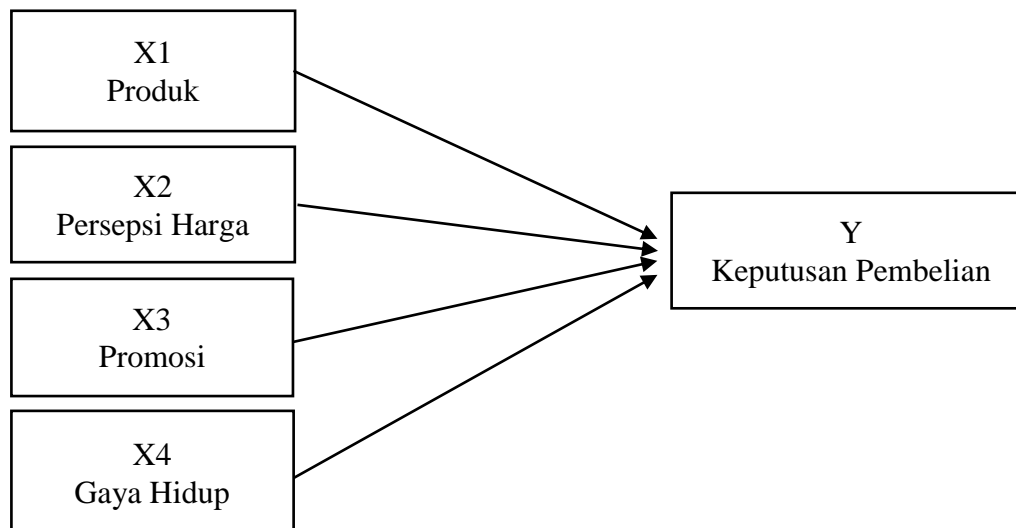 X1
Produk
X2
Persepsi Harga
X3
Promosi
X4
Gaya Hidup
Y
Keputusan Pembelian